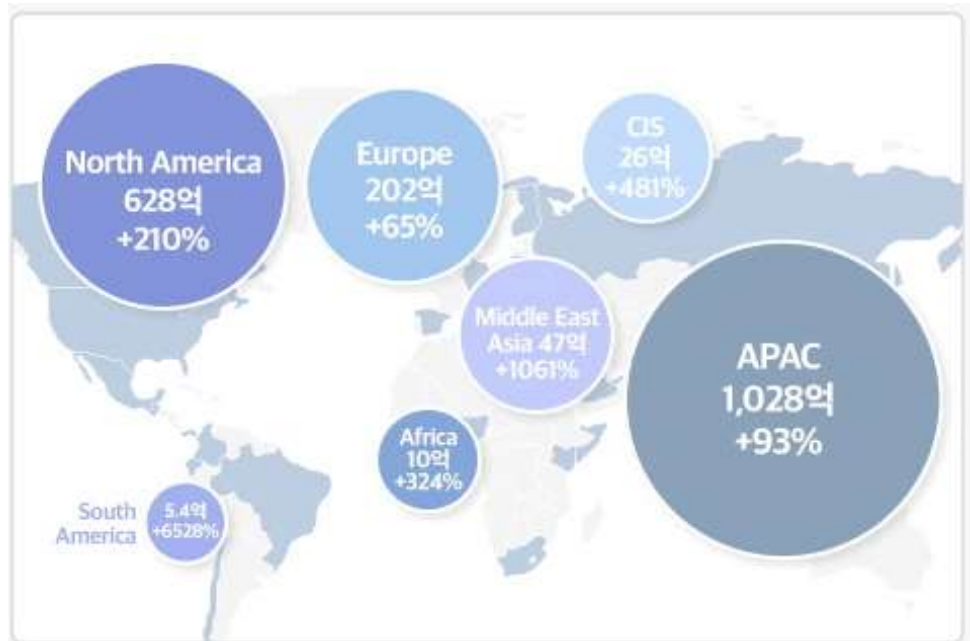 North America
628억
+210%
Europe
202억
+65%
CIS
26억
+481%
Middle East
Asia 47억
+1061%
APAC
1,028억
+93%
Africa
10억
+324%
South
America
5.4억
+6528%